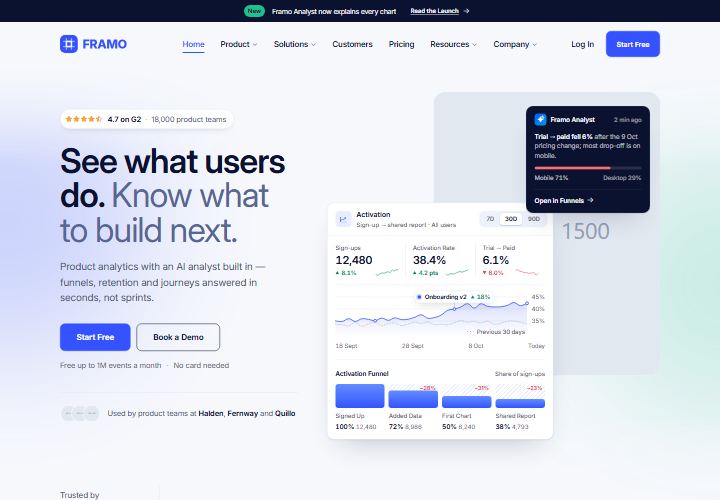 New Framo Analyst now explains every chart Read the Launch →
FRAMO
Home Product Solutions Customers Pricing Resources Company Log In Start Free
4.7 on G2 · 18,000 product teams
See what users
do. Know what
to build next.
Product analytics with an AI analyst built in —
funnels, retention and journeys answered in
seconds, not sprints.
Start Free Book a Demo
Free up to 1M events a month · No card needed
Used by product teams at Halden, Fernway and Quillo
Trusted by
Framo Analyst 2 min ago
Trial → paid fell 6% after the 9 Oct
pricing change; most drop-off is on
mobile.
Mobile 71% Desktop 29%
Open in Funnels →
1500
Activation
Sign-up → shared report · All users
7D 30D 90D
Sign-ups Activation Rate Trial → Paid
12,480 38.4% 6.1%
▲ 8.1% ▲ 4.2 pts ▼ 6.0%
Onboarding v2 ▲ 18%
45%
40%
35%
Previous 30 days
18 Sept 28 Sept 8 Oct Today
Activation Funnel Share of sign-ups
−28% −31% −23%
Signed Up Added Data First Chart Shared Report
100% 12,480 72% 8,986 50% 6,240 38% 4,793